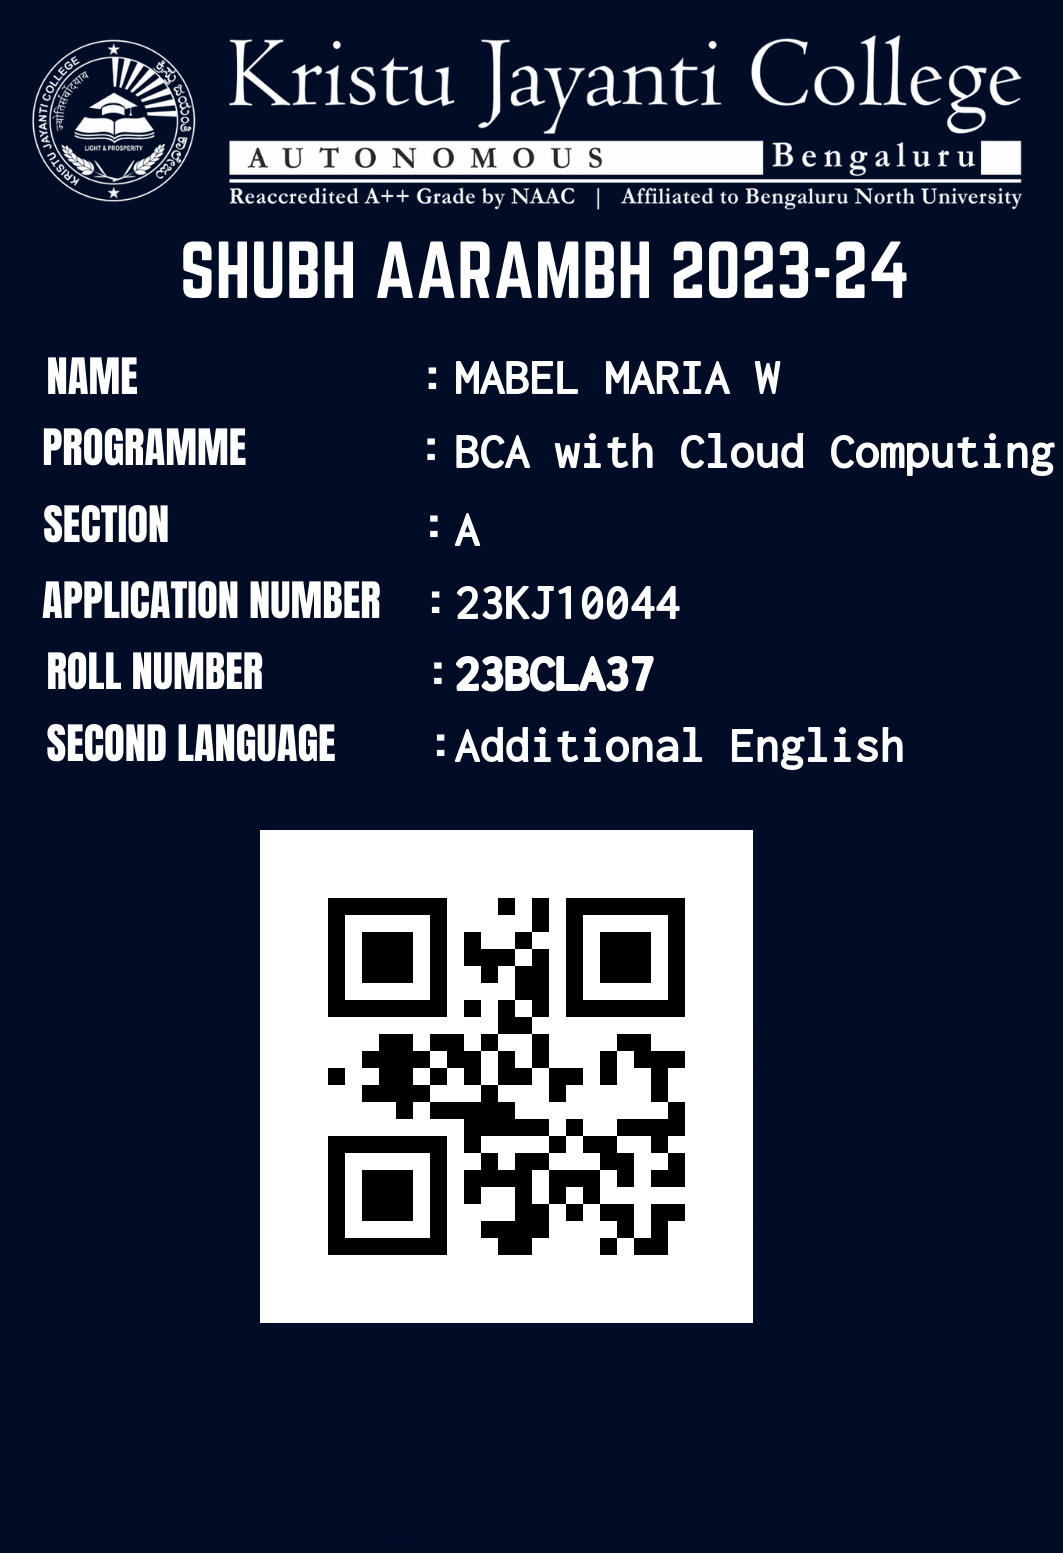 KRISTU JAYANTI COLLEGE
ಕ್ರಿಸ್ತು ಜಯಂತಿ ಕಾಲೇಜು
LIGHT & PROSPERITY
Kristu Jayanti College
AUTONOMOUS Bengaluru
Reaccredited A++ Grade by NAAC | Affiliated to Bengaluru North University
SHUBH AARAMBH 2023-24
NAME : MABEL MARIA W
PROGRAMME : BCA with Cloud Computing
SECTION : A
APPLICATION NUMBER : 23KJ10044
ROLL NUMBER : 23BCLA37
SECOND LANGUAGE : Additional English